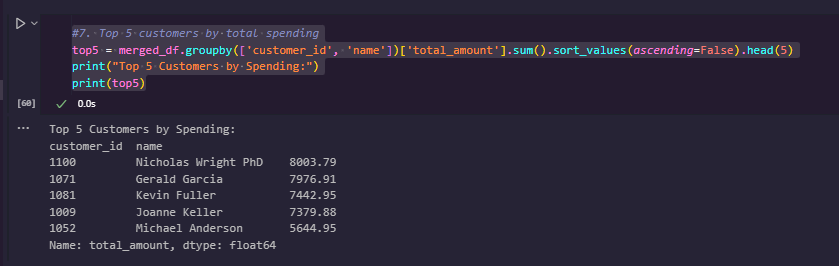 #7. Top 5 customers by total spending
top5 = merged_df.groupby(['customer_id', 'name'])['total_amount'].sum().sort_values(ascending=False).head(5)
print("Top 5 Customers by Spending:")
print(top5)
[60] 0.0s
Top 5 Customers by Spending:
customer_id  name
1100         Nicholas Wright PhD    8003.79
1071         Gerald Garcia          7976.91
1081         Kevin Fuller           7442.95
1009         Joanne Keller          7379.88
1052         Michael Anderson       5644.95
Name: total_amount, dtype: float64